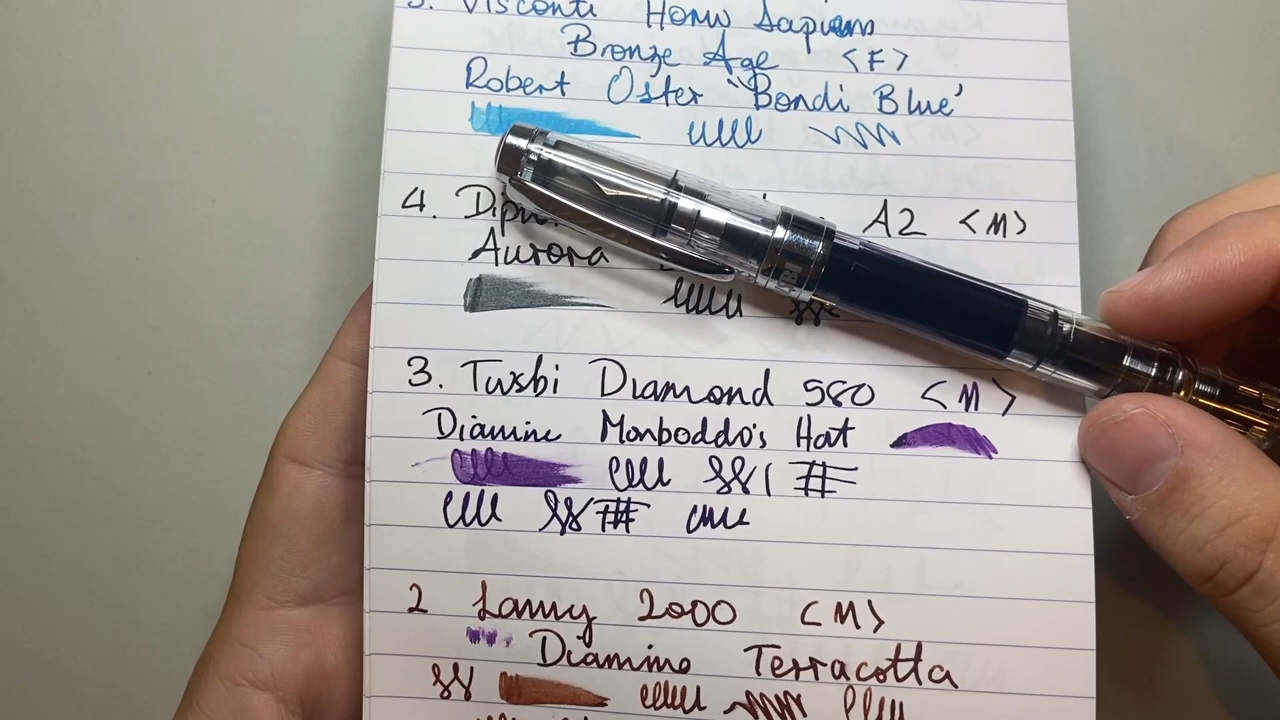 5. Visconti Homo Sapiens
Bronze Age <F>
Robert Oster 'Bondi Blue'
4. A2 <M>
Aurora
3. Twsbi Diamond 580 <M>
Diamine Monboddo's Hat
2 Lamy 2000 <M>
Diamine Terracotta